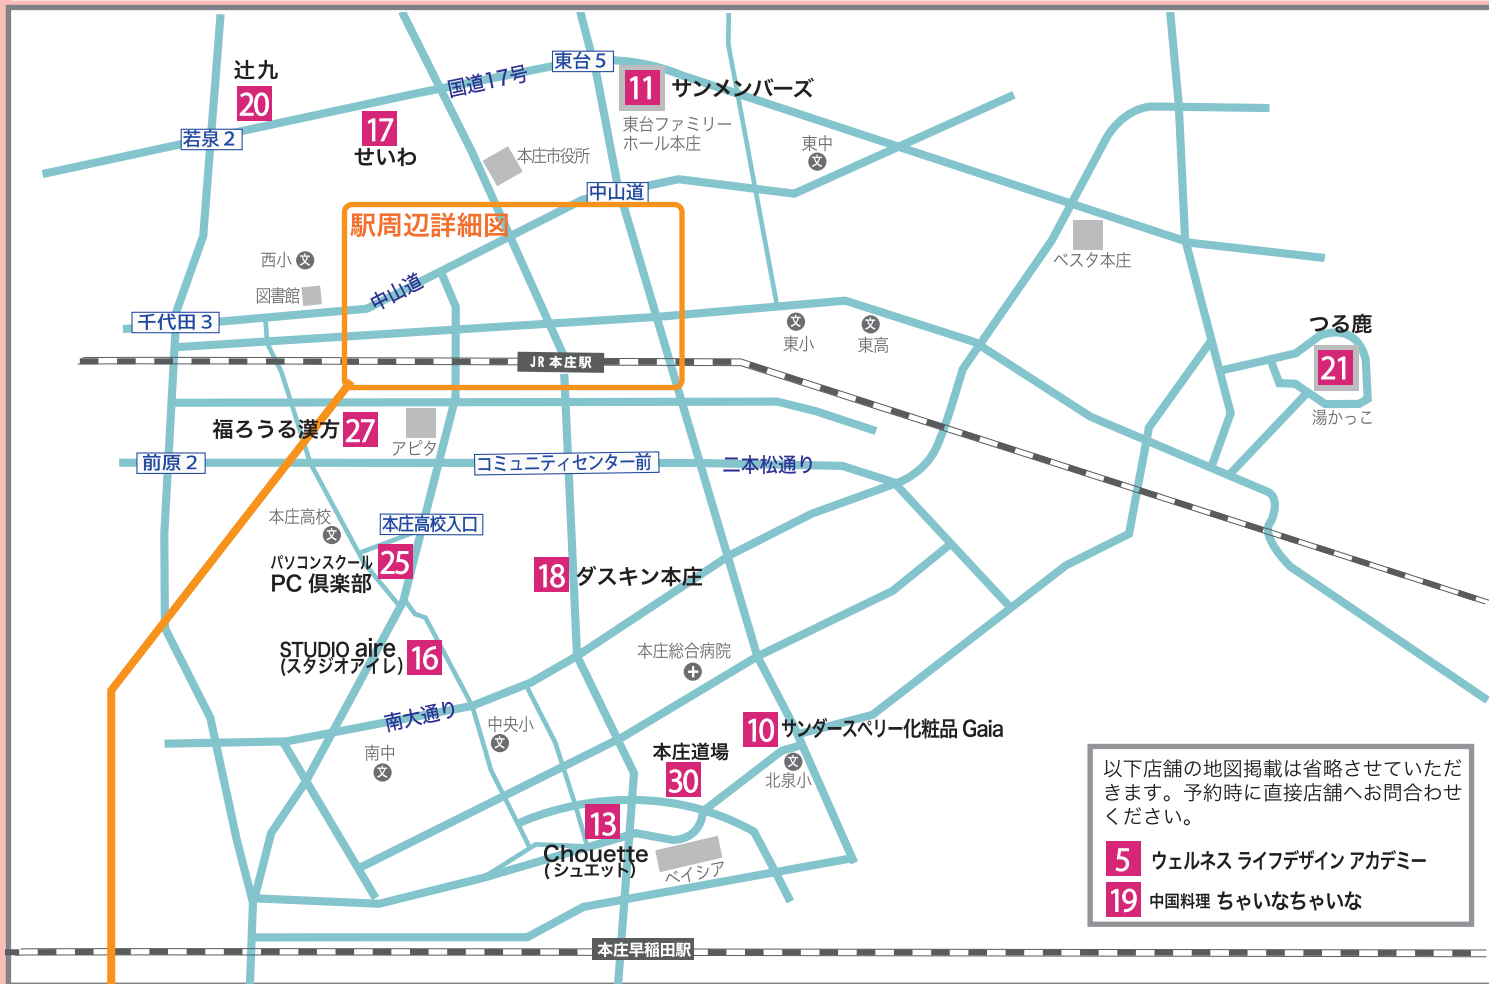 辻九
20
若泉2
17
せいわ
国道17号
東台5
11
サンメンバーズ
東台ファミリー
ホール本庄
本庄市役所
東中
文
中山道
駅周辺詳細図
西小
文
図書館
中山道
千代田3
ベスタ本庄
文
東小
文
東高
JR 本庄駅
つる鹿
21
湯かっこ
福ろうる漢方
27
アピタ
前原2
コミュニティセンター前
二本松通り
本庄高校
文
本庄高校入口
パソコンスクール
PC 倶楽部
25
18
ダスキン本庄
STUDIO aire
(スタジオアイレ)
16
本庄総合病院
南大通り
中央小
文
南中
文
10
サンダースペリー化粧品 Gaia
本庄道場
30
文
北泉小
13
Chouette
(シュエット)
ベイシア
本庄早稲田駅
以下店舗の地図掲載は省略させていただ
きます。予約時に直接店舗へお問合わせ
ください。
5 ウェルネス ライフデザイン アカデミー
19 中国料理 ちゃいなちゃいな